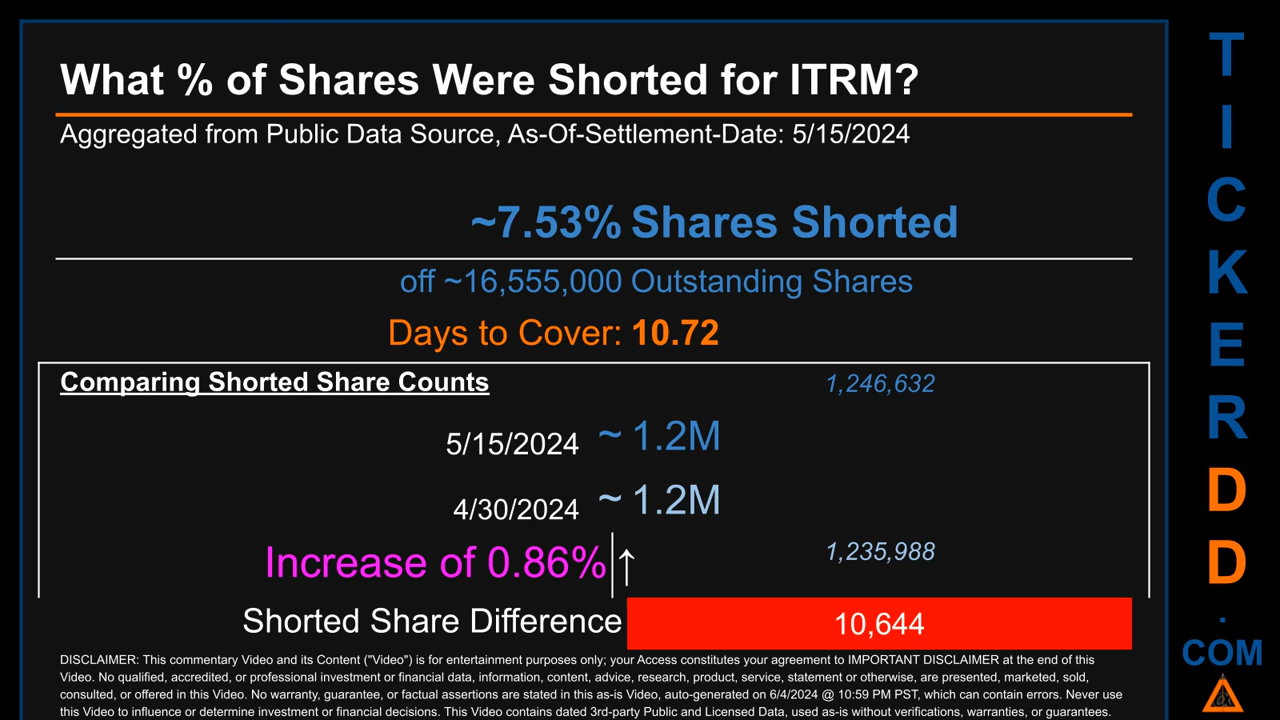 What % of Shares Were Shorted for ITRM?
Aggregated from Public Data Source, As-Of-Settlement-Date: 5/15/2024
~7.53% Shares Shorted
off ~16,555,000 Outstanding Shares
Days to Cover: 10.72
Comparing Shorted Share Counts 1,246,632
5/15/2024 ~ 1.2M
4/30/2024 ~ 1.2M
Increase of 0.86% ↑ 1,235,988
Shorted Share Difference 10,644
DISCLAIMER: This commentary Video and its Content ("Video") is for entertainment purposes only; your Access constitutes your agreement to IMPORTANT DISCLAIMER at the end of this
Video. No qualified, accredited, or professional investment or financial data, information, content, advice, research, product, service, statement or otherwise, are presented, marketed, sold,
consulted, or offered in this Video. No warranty, guarantee, or factual assertions are stated in this as-is Video, auto-generated on 6/4/2024 @ 10:59 PM PST, which can contain errors. Never use
this Video to influence or determine investment or financial decisions. This Video contains dated 3rd-party Public and Licensed Data, used as-is without verifications, warranties, or guarantees.
T
I
C
K
E
R
D
D
.
COM